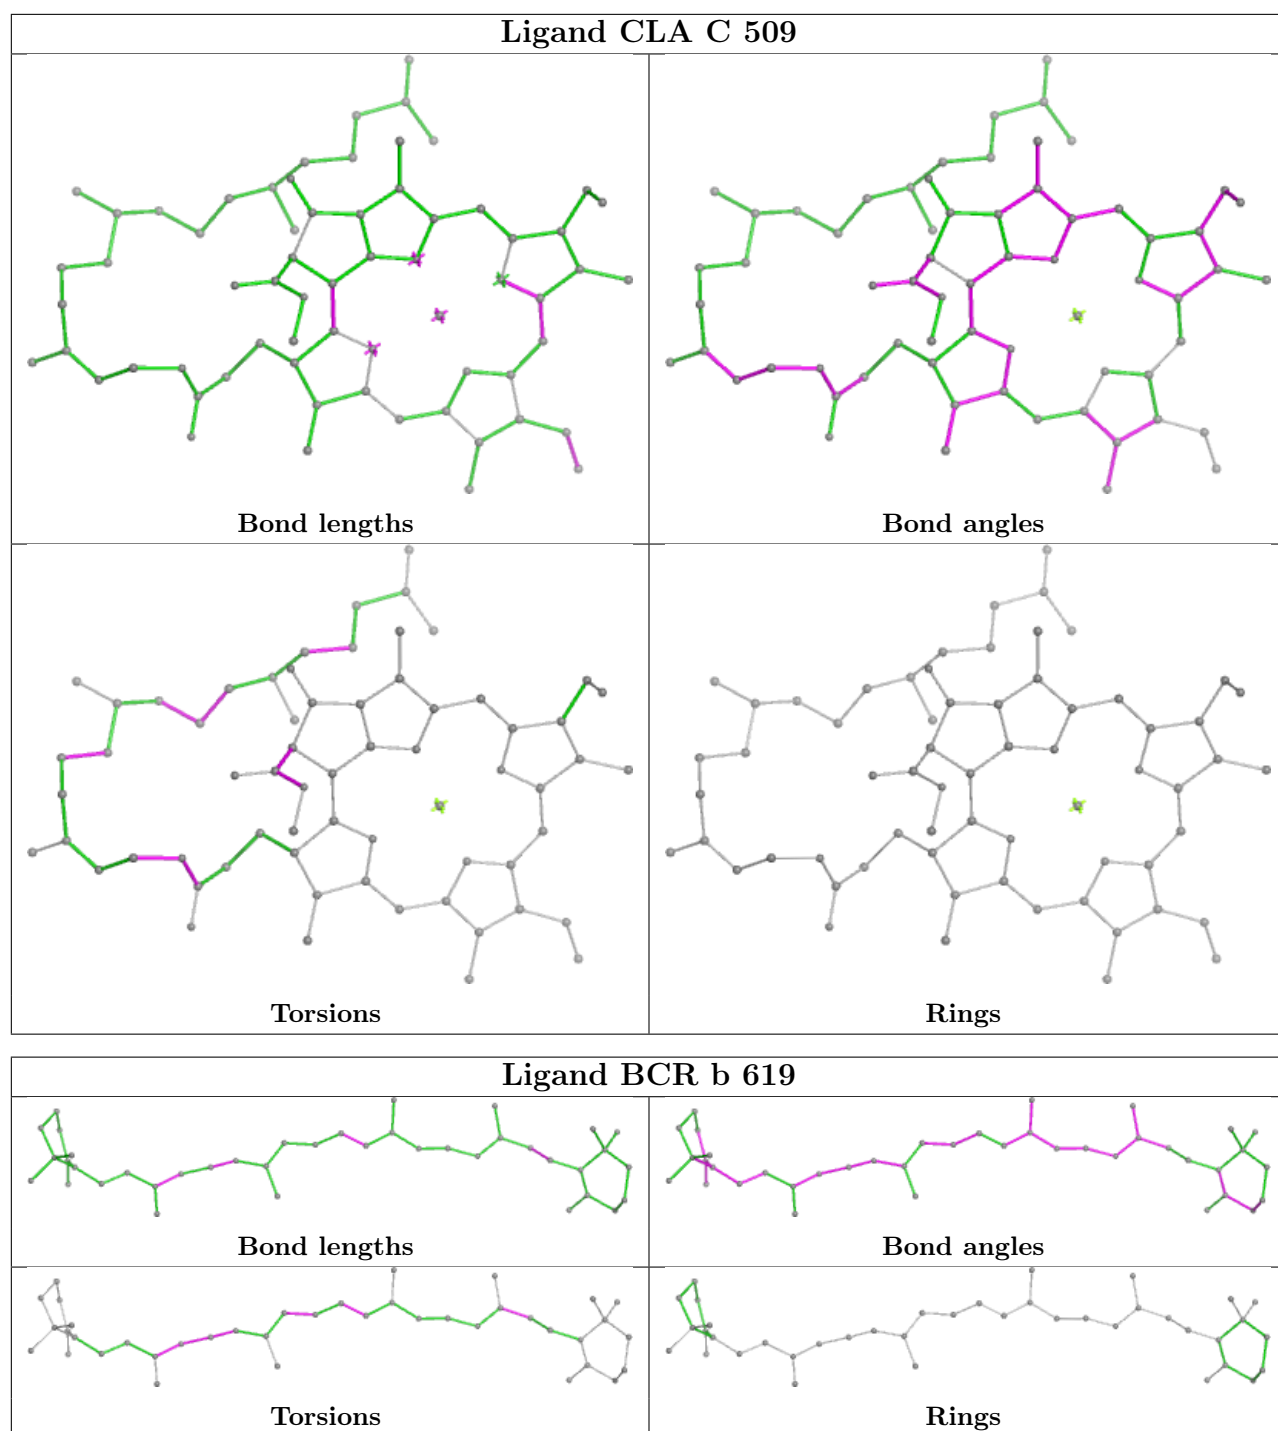 Ligand CLA C 509
Bond lengths
Bond angles
Torsions
Rings
Ligand BCR b 619
Bond lengths
Bond angles
Torsions
Rings